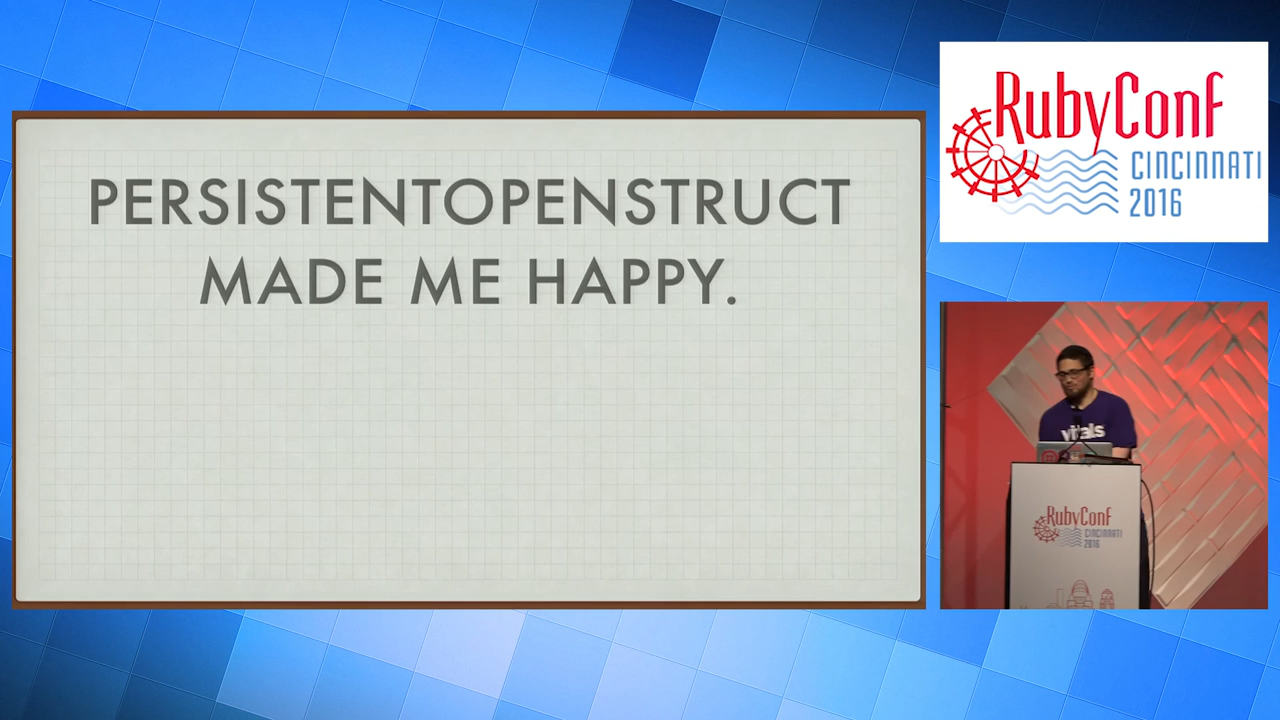 PERSISTENTOPENSTRUCT
MADE ME HAPPY.
RubyConf
CINCINNATI
2016
vitals
RubyConf
CINCINNATI
2016